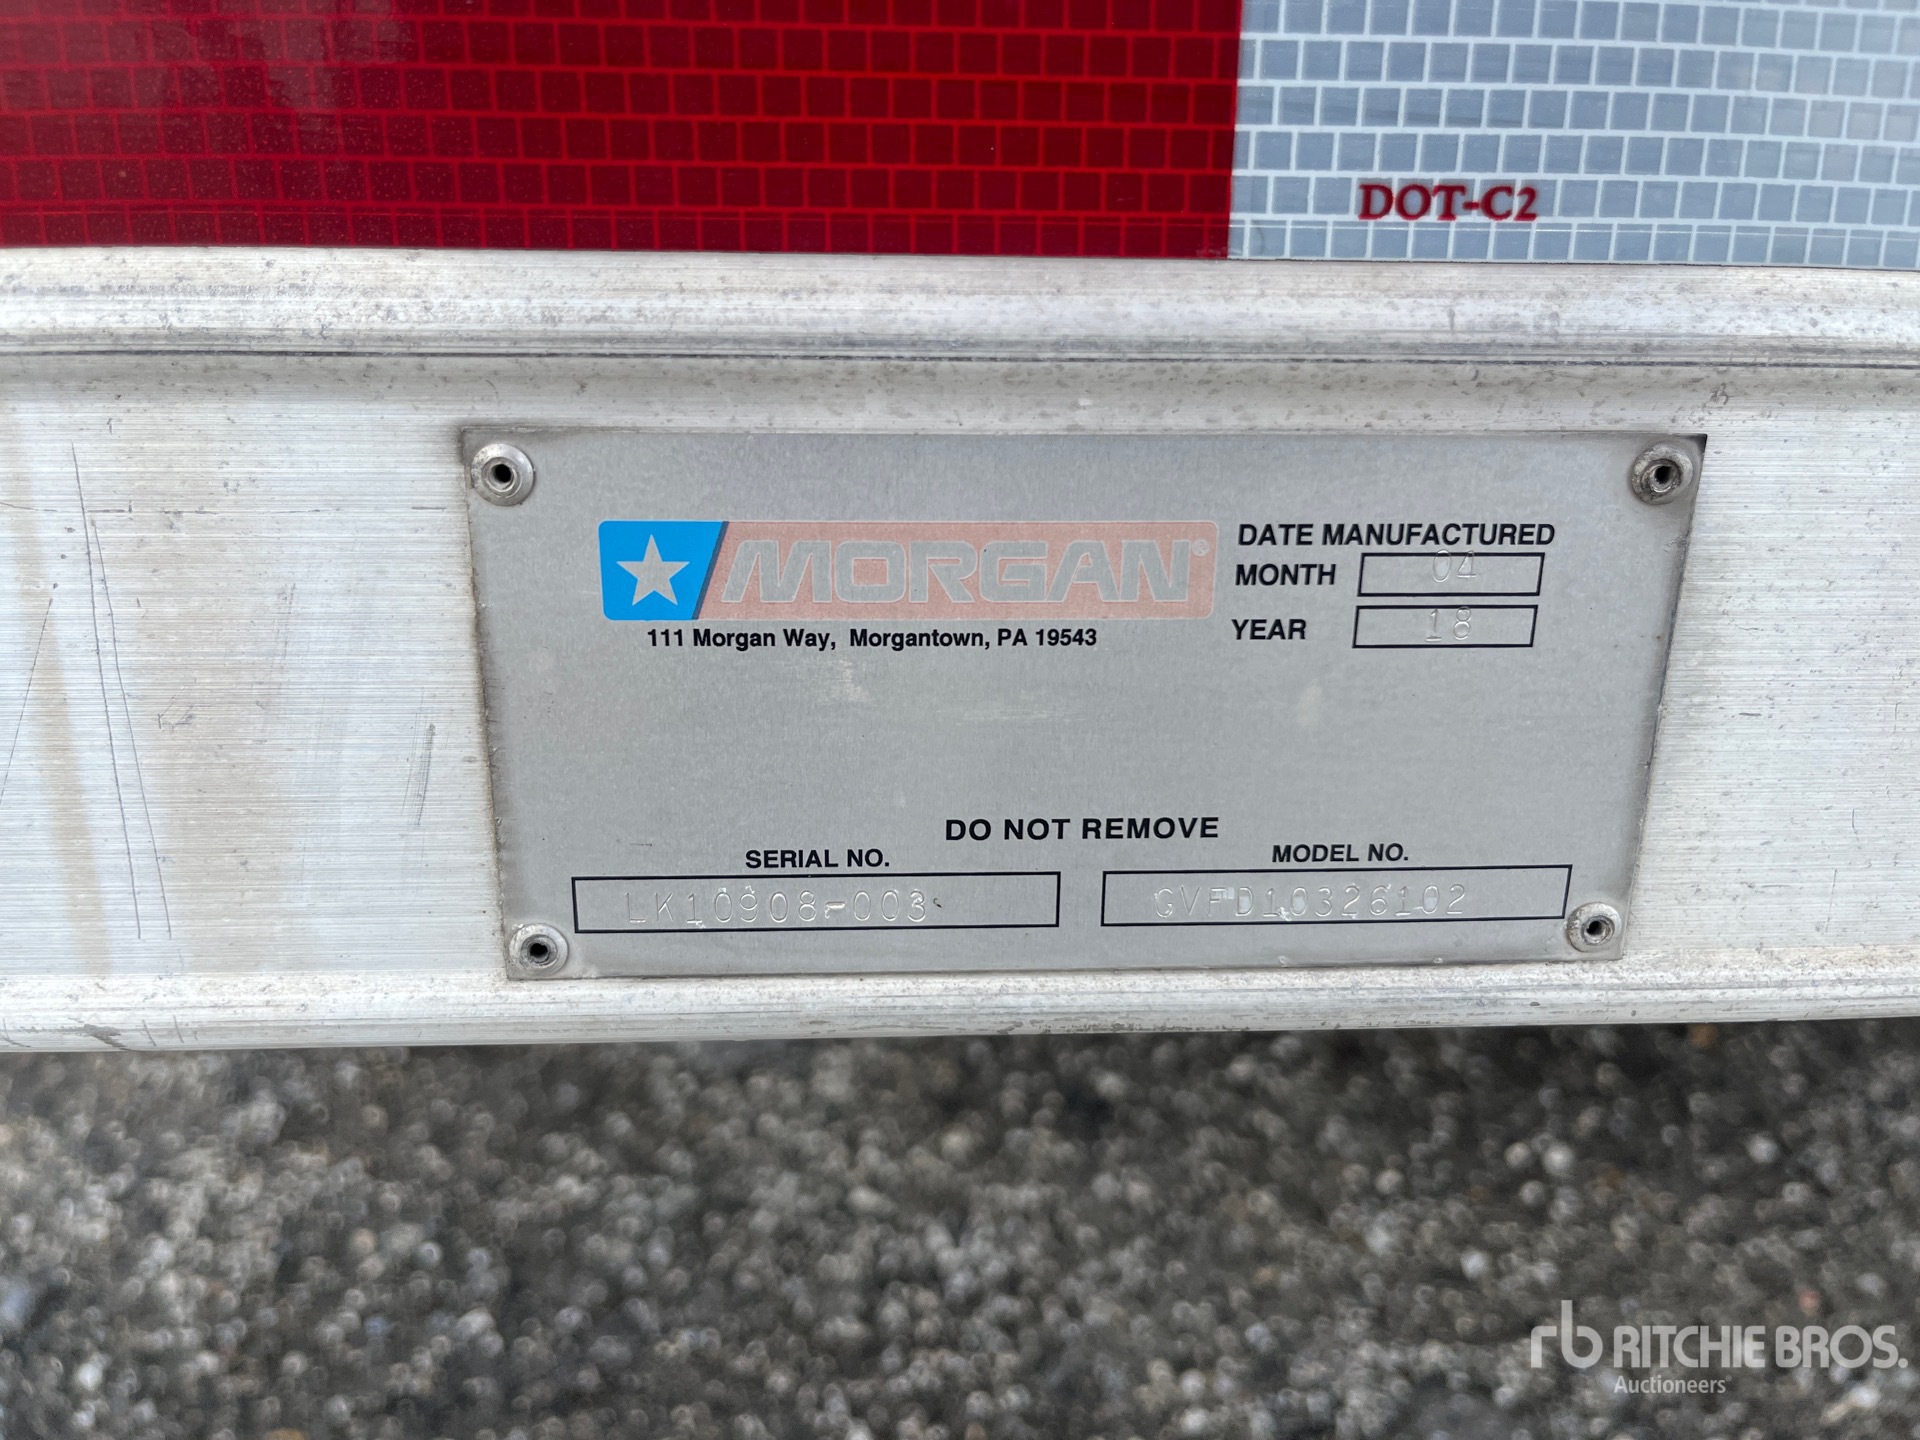 DOT-C2
MORGAN®
111 Morgan Way, Morgantown, PA 19543
DATE MANUFACTURED
MONTH 04
YEAR 18
DO NOT REMOVE
SERIAL NO.
LK10908-003
MODEL NO.
GVFD10326102
rb RITCHIE BROS.
Auctioneers